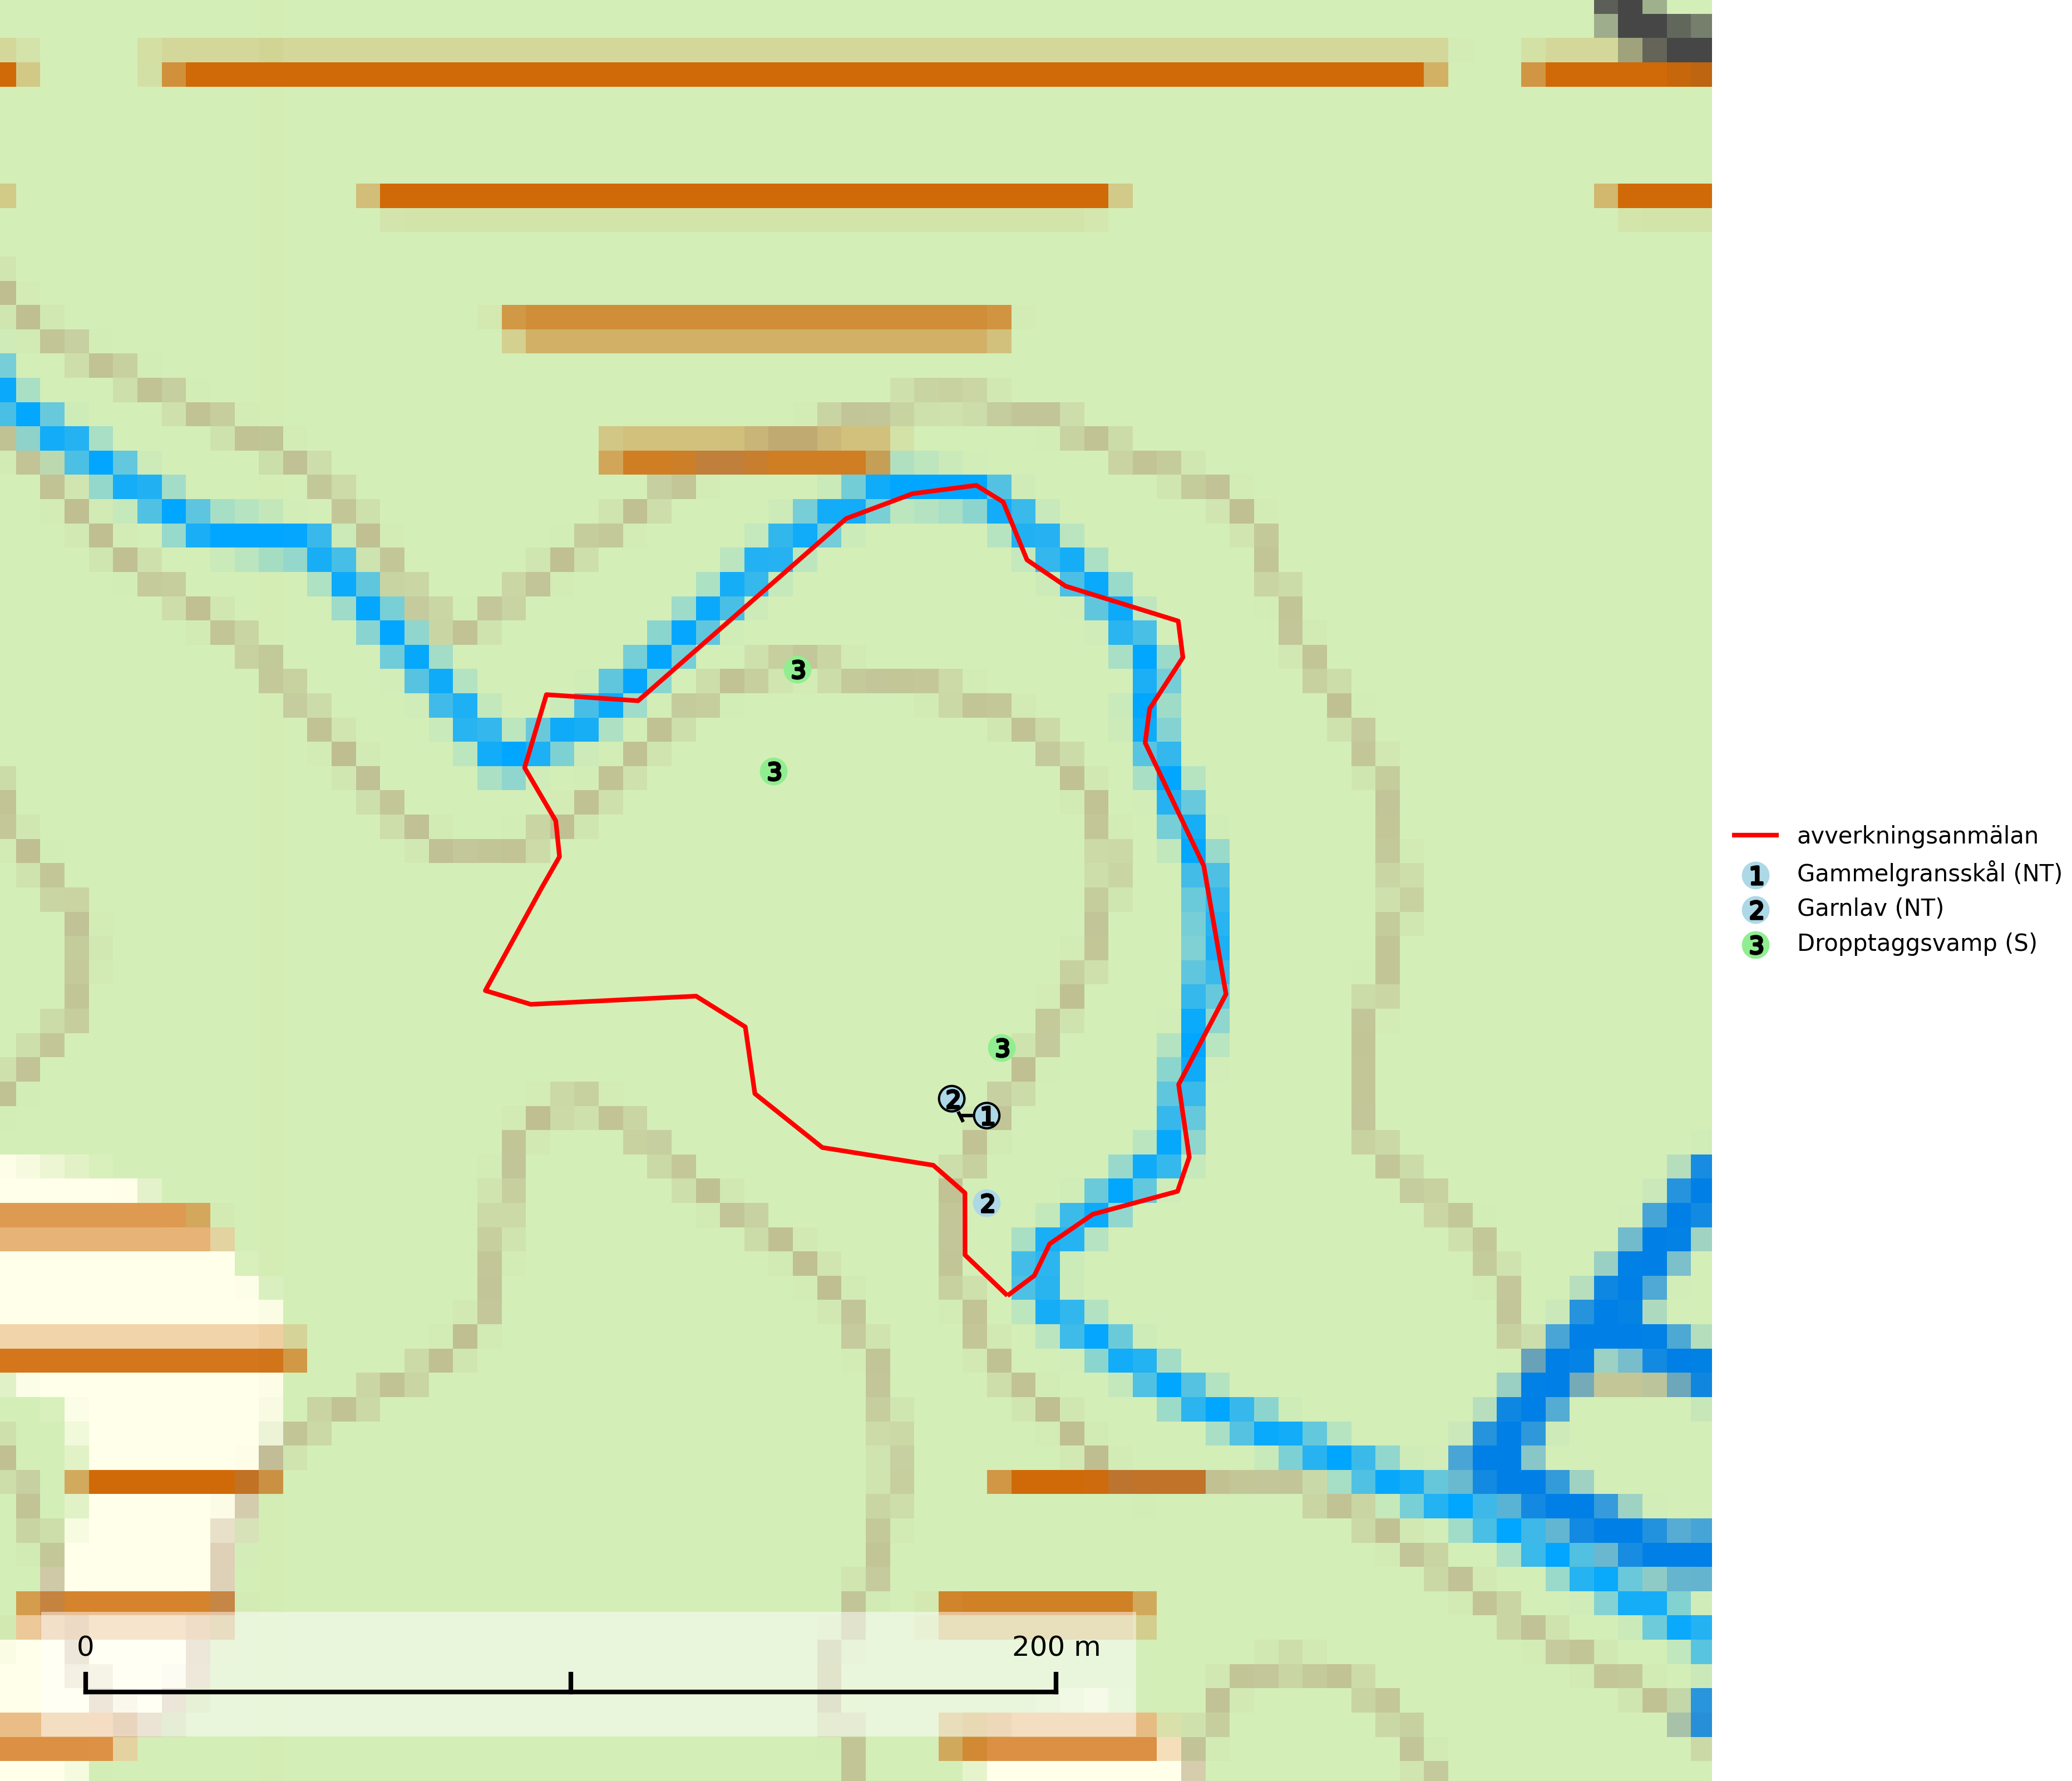 3
3
3
2
1
2
0
200 m
avverkningsanmälan
1 Gammelgransskål (NT)
2 Garnlav (NT)
3 Dropptaggsvamp (S)